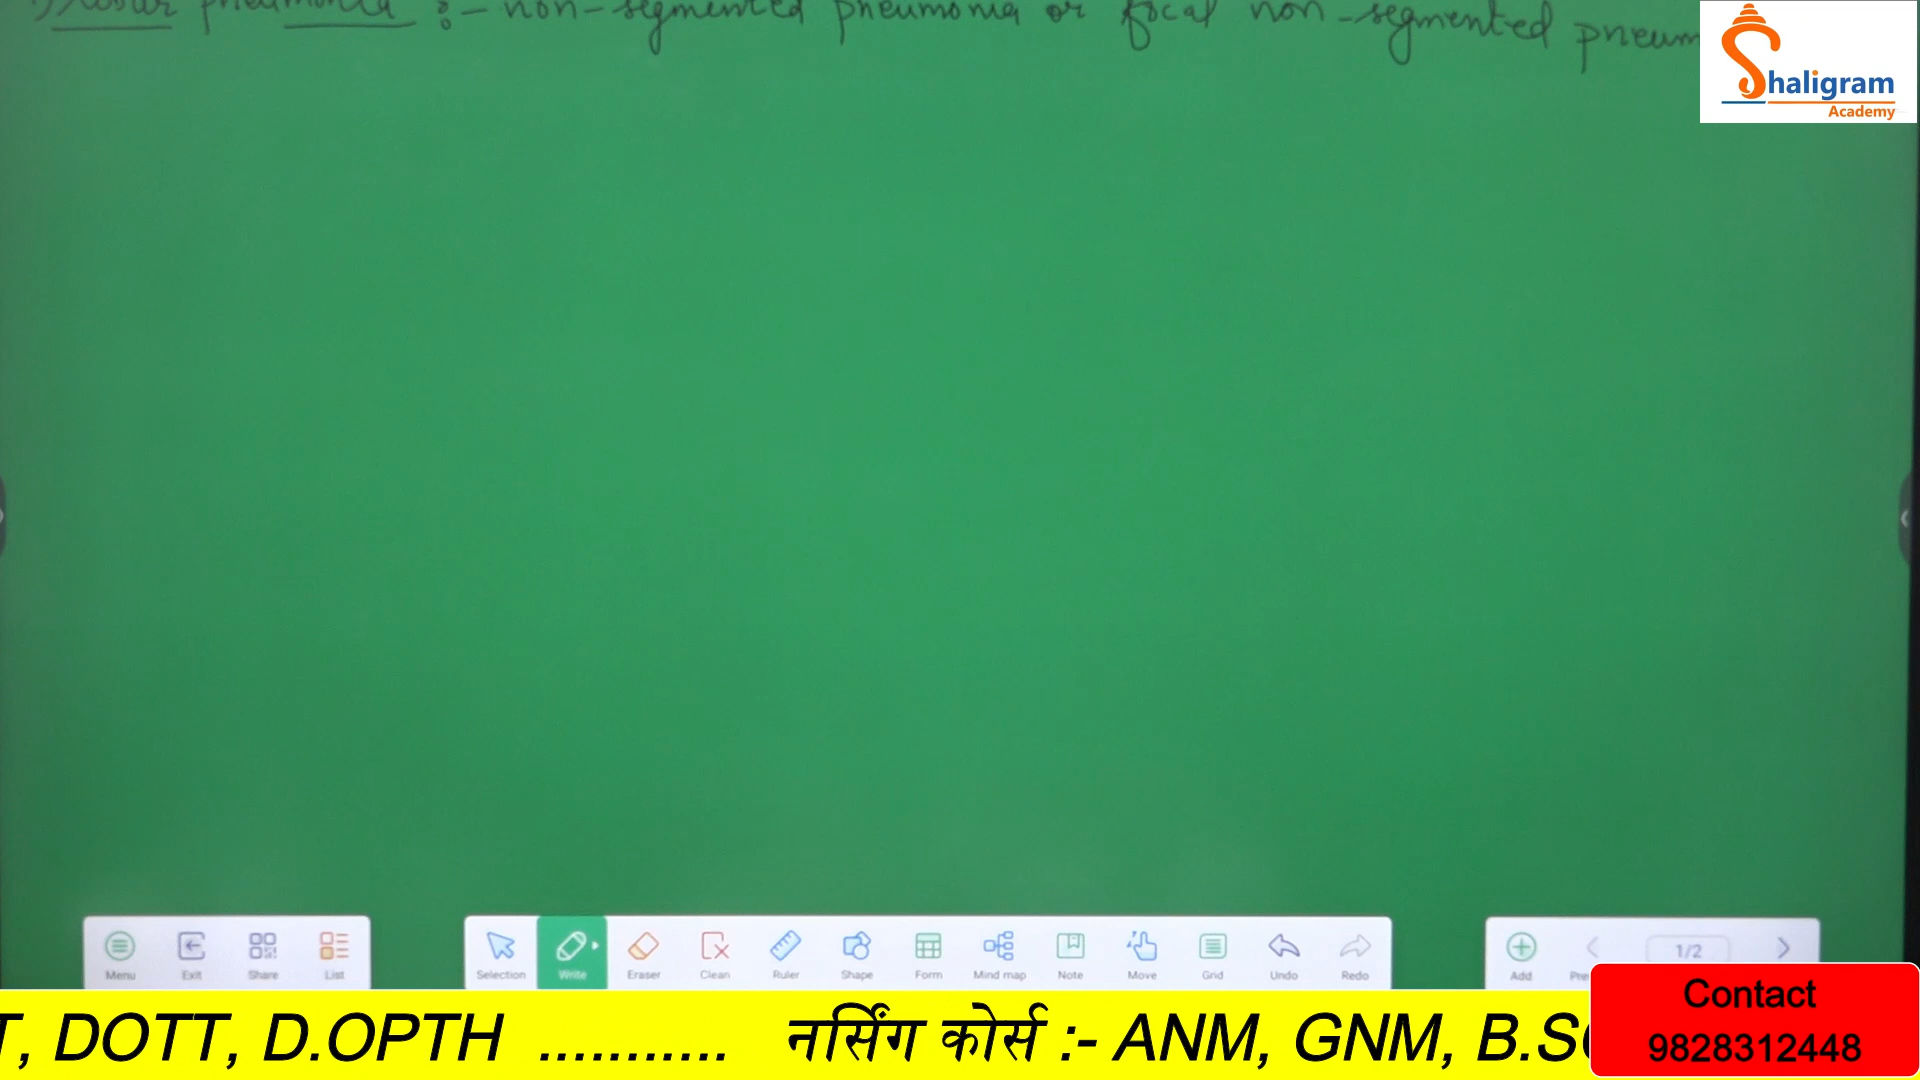 pneumonia :- non-segmented pneumonia or focal non-segmented pneum
Shaligram
Academy
Menu Exit Share List Selection Write Eraser Clean Ruler Shape Form Mind map Note Move Grid Undo Redo Add 1/2
T, DOTT, D.OPTH ........... नर्सिंग कोर्स :- ANM, GNM, B.S
Contact
9828312448